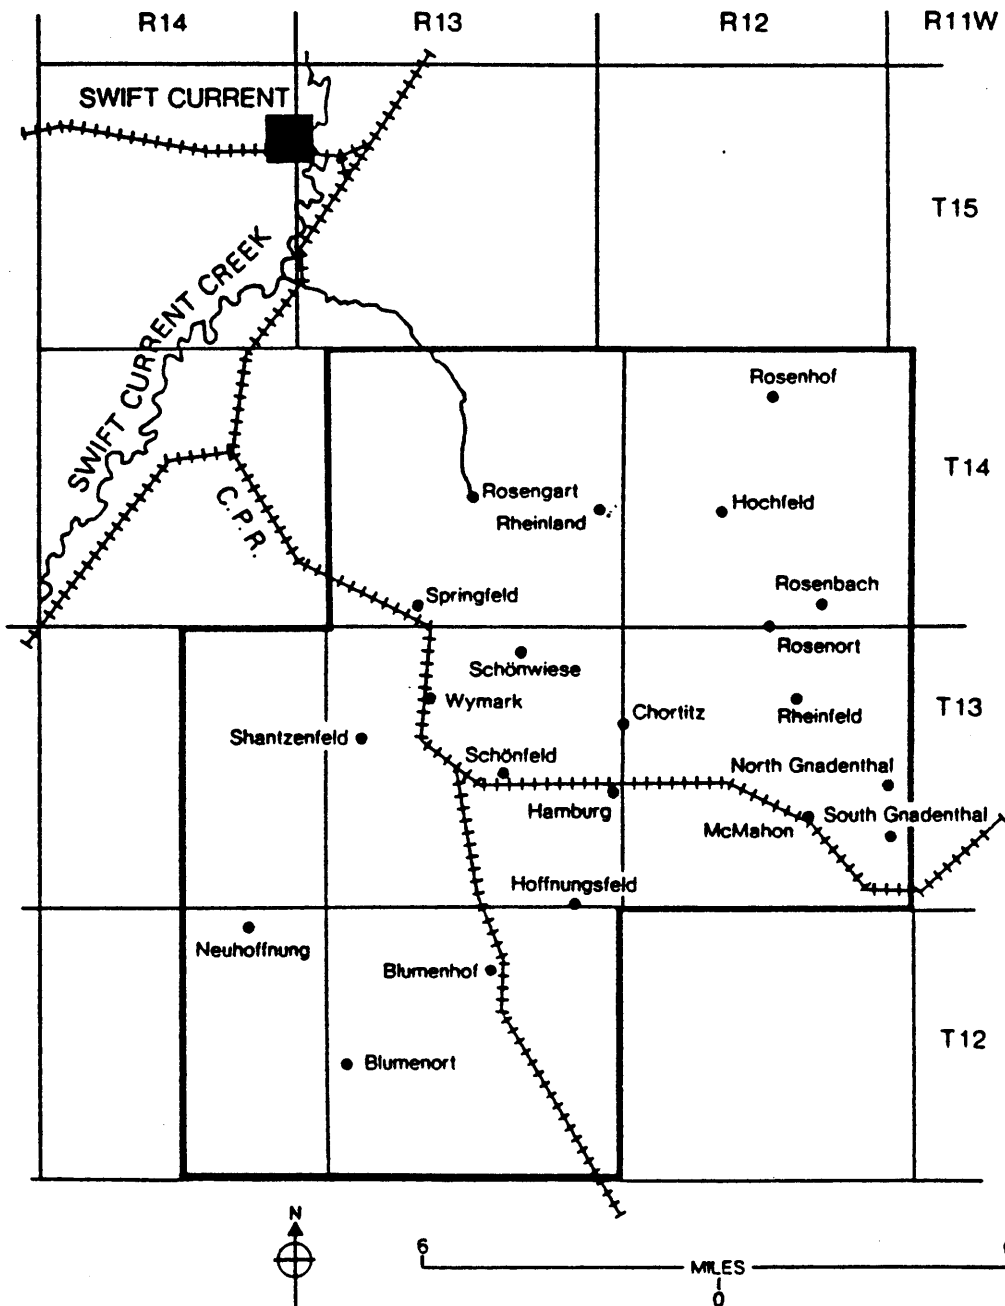 R14 R13 R12 R11W
SWIFT CURRENT
T15
SWIFT CURRENT CREEK
Rosenhof
T14
C.P.R.
Rosengart
Rheinland
Hochfeld
Springfeld
Rosenbach
Rosenort
Schönwiese
Wymark
Chortitz
Rheinfeld
T13
Shantzenfeld
Schönfeld
North Gnadenthal
Hamburg
McMahon
South Gnadenthal
Hoffnungsfeld
Neuhoffnung
Blumenhof
T12
Blumenort
N
6
MILES
0